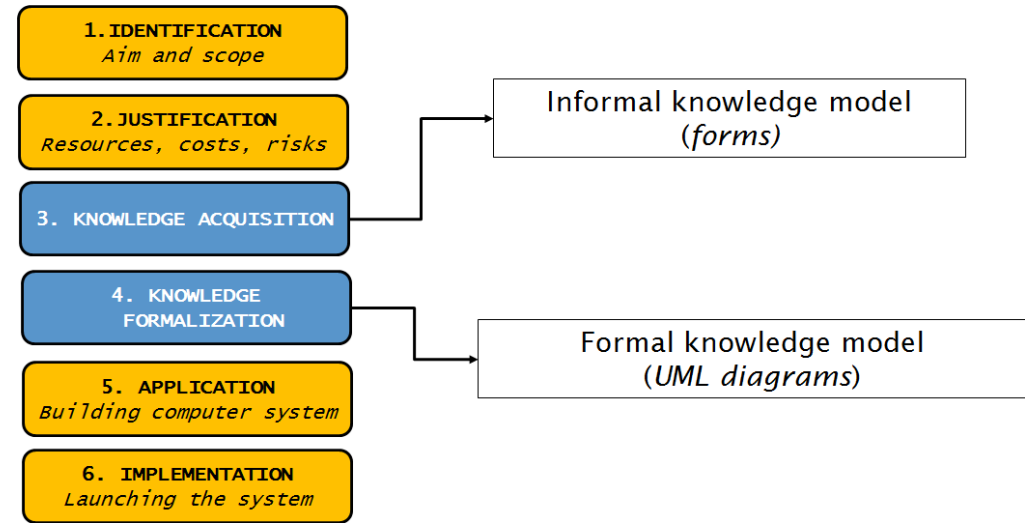 1.IDENTIFICATION
Aim and scope
2.JUSTIFICATION
Resources, costs, risks
3. KNOWLEDGE ACQUISITION
4. KNOWLEDGE
FORMALIZATION
5. APPLICATION
Building computer system
6. IMPLEMENTATION
Launching the system
Informal knowledge model
(forms)
Formal knowledge model
(UML diagrams)